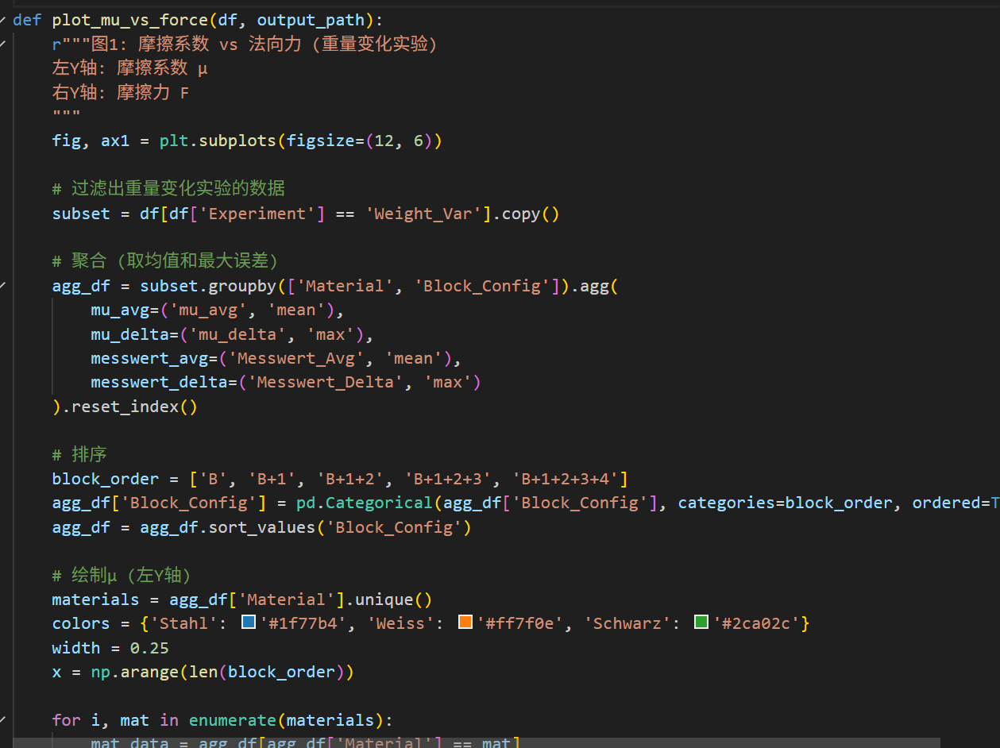 def plot_mu_vs_force(df, output_path):
r"""图1: 摩擦系数 vs 法向力 (重量变化实验)
左Y轴: 摩擦系数 μ
右Y轴: 摩擦力 F
"""
fig, ax1 = plt.subplots(figsize=(12, 6))
# 过滤出重量变化实验的数据
subset = df[df['Experiment'] == 'Weight_Var'].copy()
# 聚合 (取均值和最大误差)
agg_df = subset.groupby(['Material', 'Block_Config']).agg(
mu_avg=('mu_avg', 'mean'),
mu_delta=('mu_delta', 'max'),
messwert_avg=('Messwert_Avg', 'mean'),
messwert_delta=('Messwert_Delta', 'max')
).reset_index()
# 排序
block_order = ['B', 'B+1', 'B+1+2', 'B+1+2+3', 'B+1+2+3+4']
agg_df['Block_Config'] = pd.Categorical(agg_df['Block_Config'], categories=block_order, ordered=T
agg_df = agg_df.sort_values('Block_Config')
# 绘制μ (左Y轴)
materials = agg_df['Material'].unique()
colors = {'Stahl': '#1f77b4', 'Weiss': '#ff7f0e', 'Schwarz': '#2ca02c'}
width = 0.25
x = np.arange(len(block_order))
for i, mat in enumerate(materials):
mat_data = agg_df[agg_df['Material'] == mat]